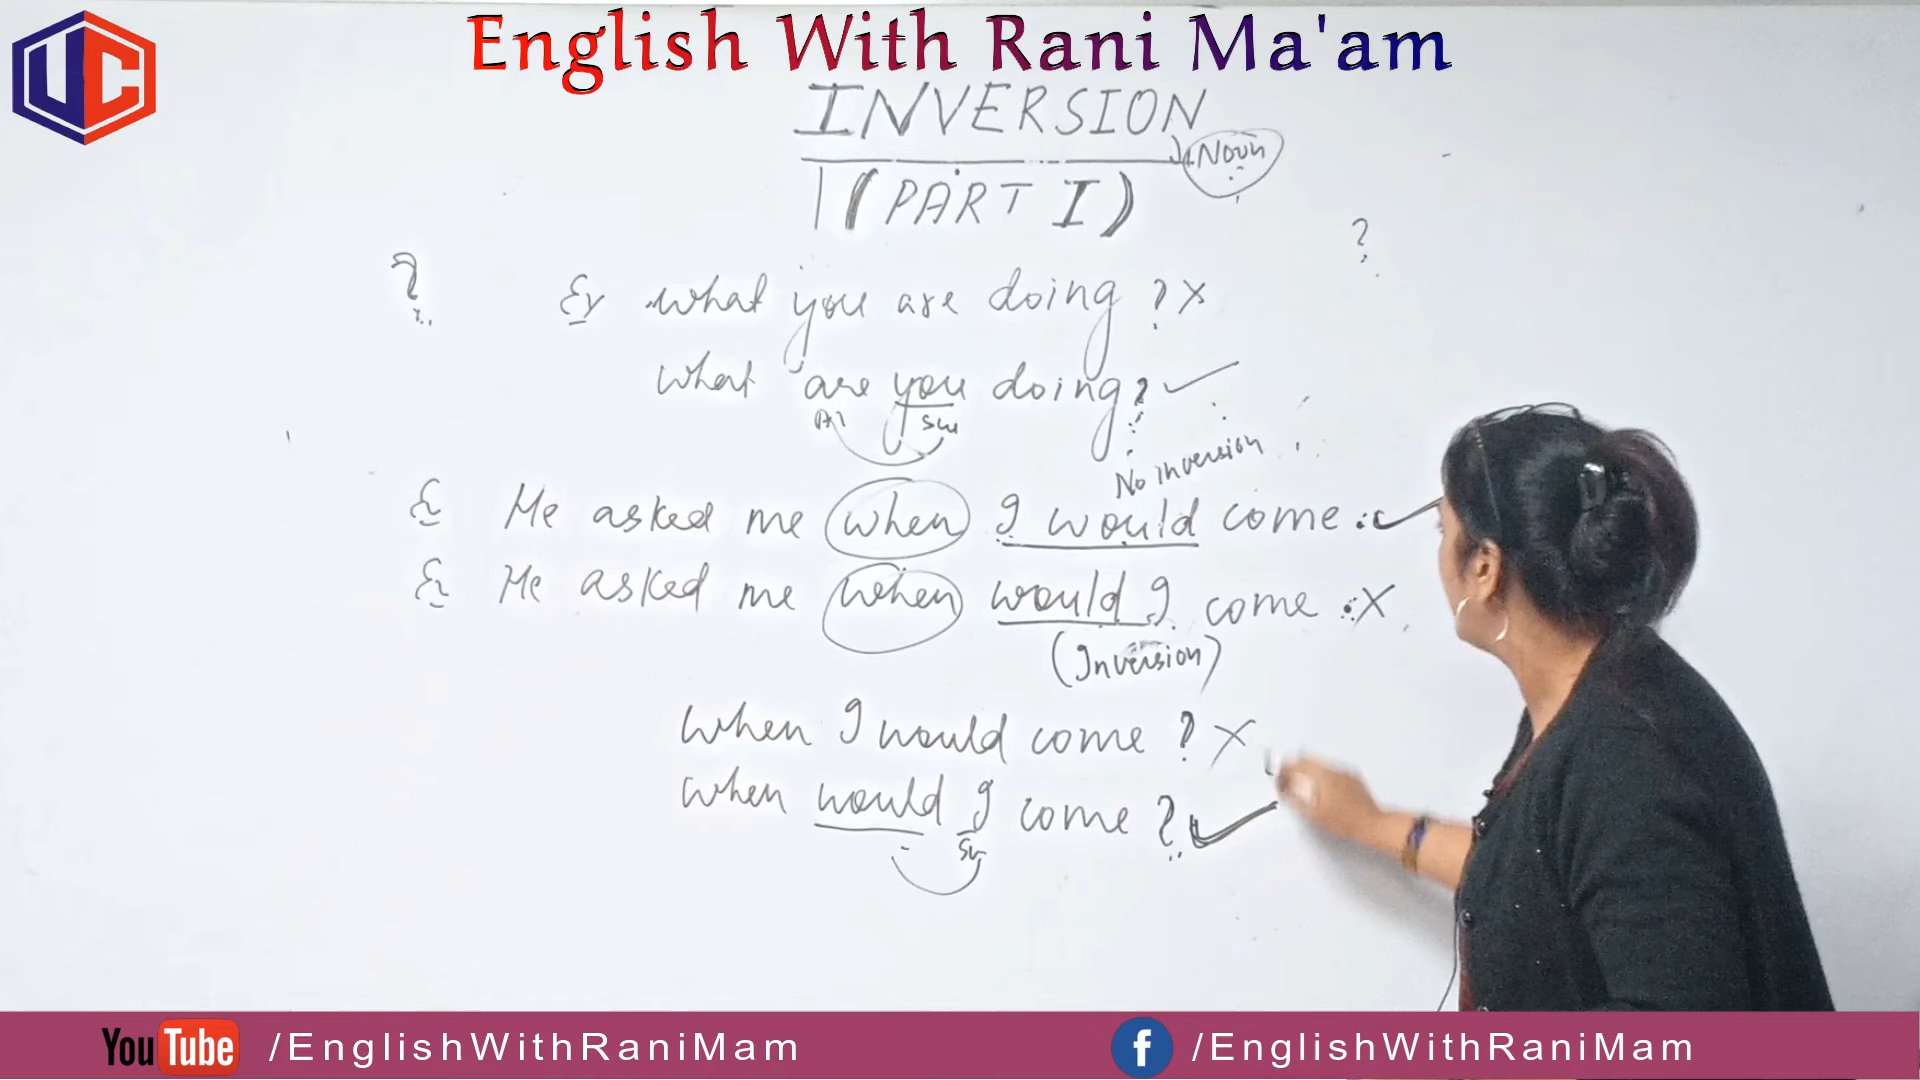 UC
English With Rani Ma'am
INVERSION
Noun
(PART I)
?
?
Ex what you are doing ? X
what are you doing ? ✓
No inversion
Ex He asked me when I would come . ✓
Ex He asked me when would I come . X
(Inversion)
when I would come ? X
when would I come ? ✓
YouTube /EnglishWithRaniMam
f /EnglishWithRaniMam